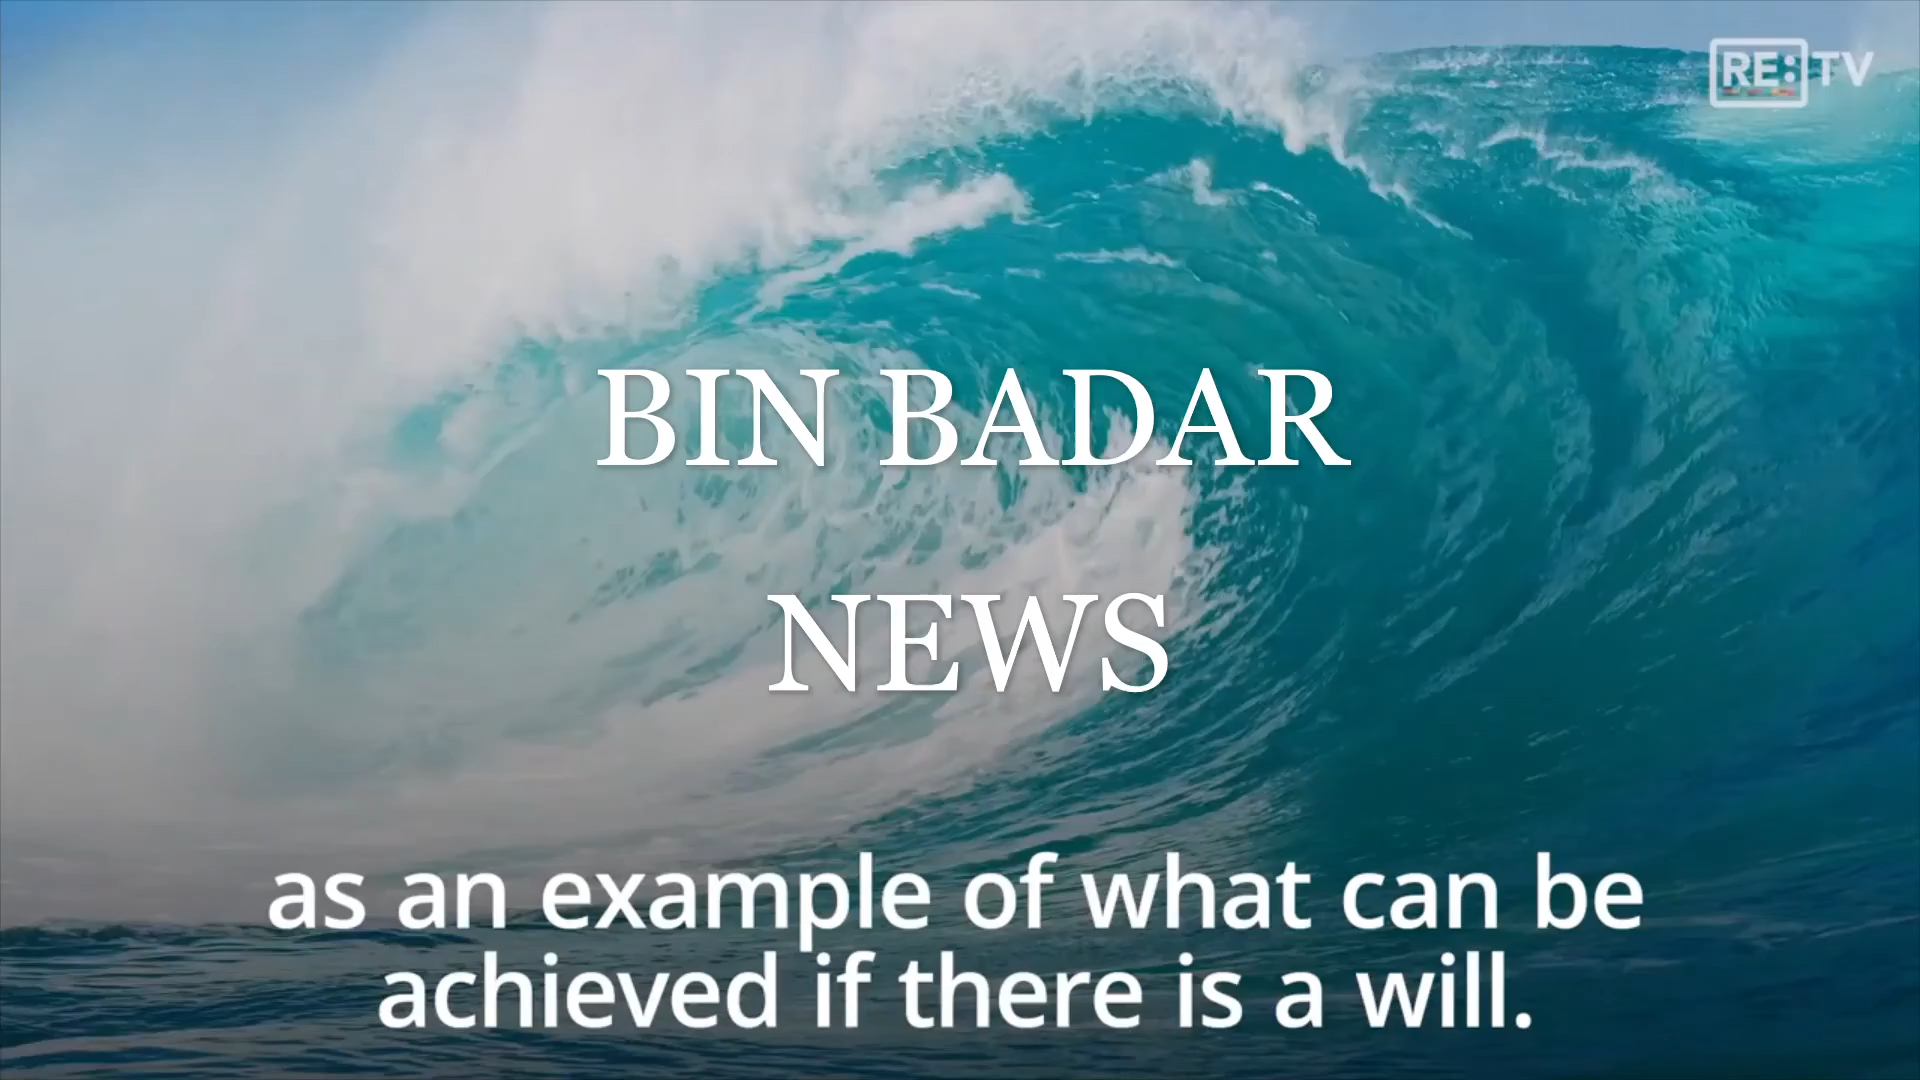 RE:TV
BIN BADAR
NEWS
as an example of what can be
achieved if there is a will.